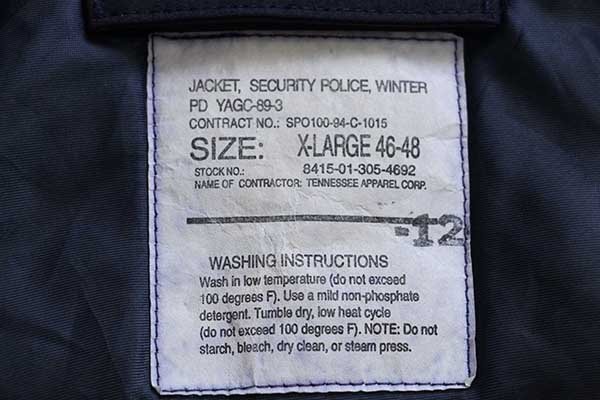 JACKET, SECURITY POLICE, WINTER
PD YAGC-89-3
CONTRACT NO.: SPO100-94-C-1015
SIZE: X-LARGE 46-48
STOCK NO.: 8415-01-305-4692
NAME OF CONTRACTOR: TENNESSEE APPAREL CORP.
-12
WASHING INSTRUCTIONS
Wash in low temperature (do not exceed
100 degrees F). Use a mild non-phosphate
detergent. Tumble dry, low heat cycle
(do not exceed 100 degrees F). NOTE: Do not
starch, bleach, dry clean, or steam press.